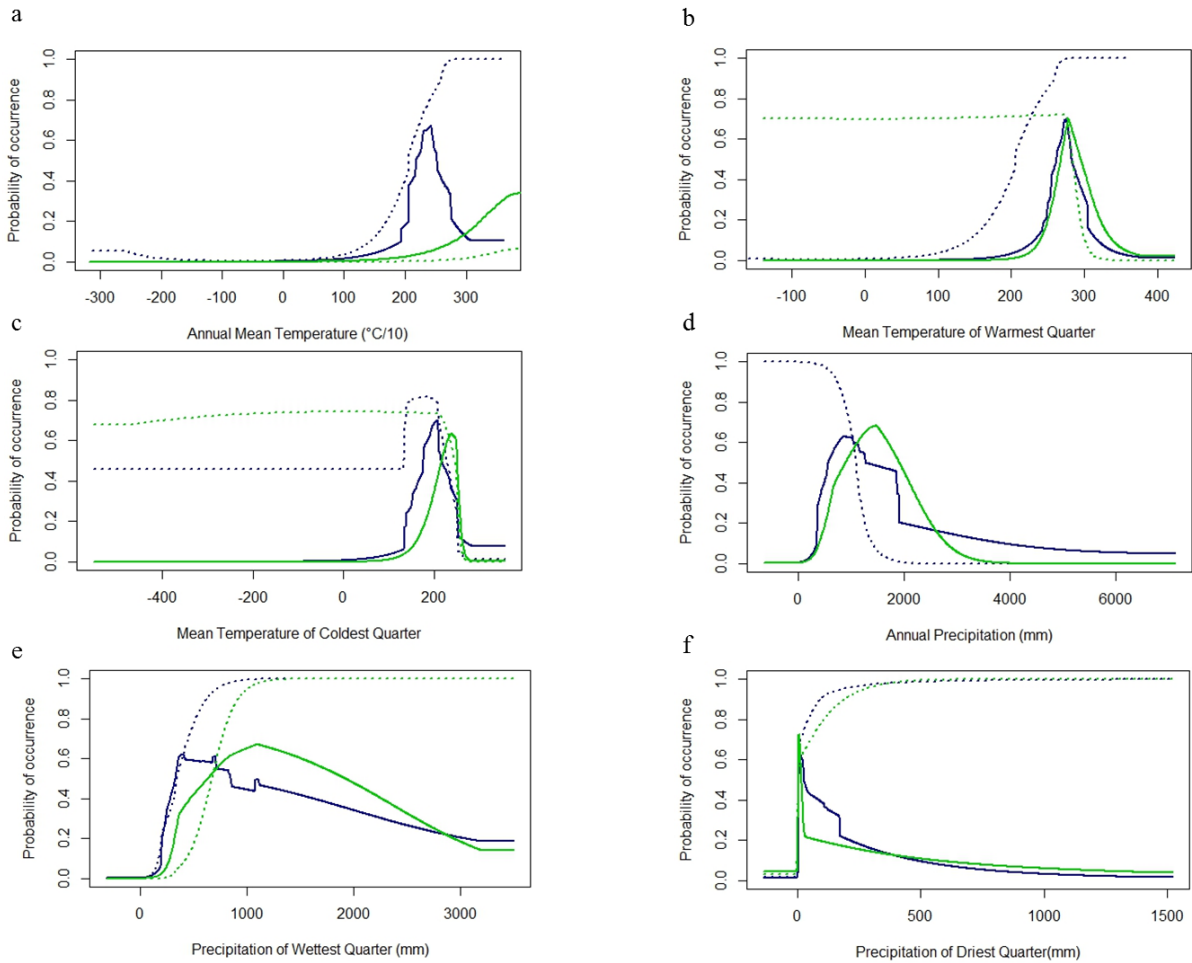 a
b
Probability of occurrence
0.0 0.2 0.4 0.6 0.8 1.0
-300 -200 -100 0 100 200 300
Annual Mean Temperature (°C/10)
Probability of occurrence
0.0 0.2 0.4 0.6 0.8 1.0
-100 0 100 200 300 400
Mean Temperature of Warmest Quarter
c
d
Probability of occurrence
0.0 0.2 0.4 0.6 0.8 1.0
-400 -200 0 200
Mean Temperature of Coldest Quarter
Probability of occurrence
0.0 0.2 0.4 0.6 0.8 1.0
0 2000 4000 6000
Annual Precipitation (mm)
e
f
Probability of occurrence
0.0 0.2 0.4 0.6 0.8 1.0
0 1000 2000 3000
Precipitation of Wettest Quarter (mm)
Probability of occurrence
0.0 0.2 0.4 0.6 0.8 1.0
0 500 1000 1500
Precipitation of Driest Quarter(mm)